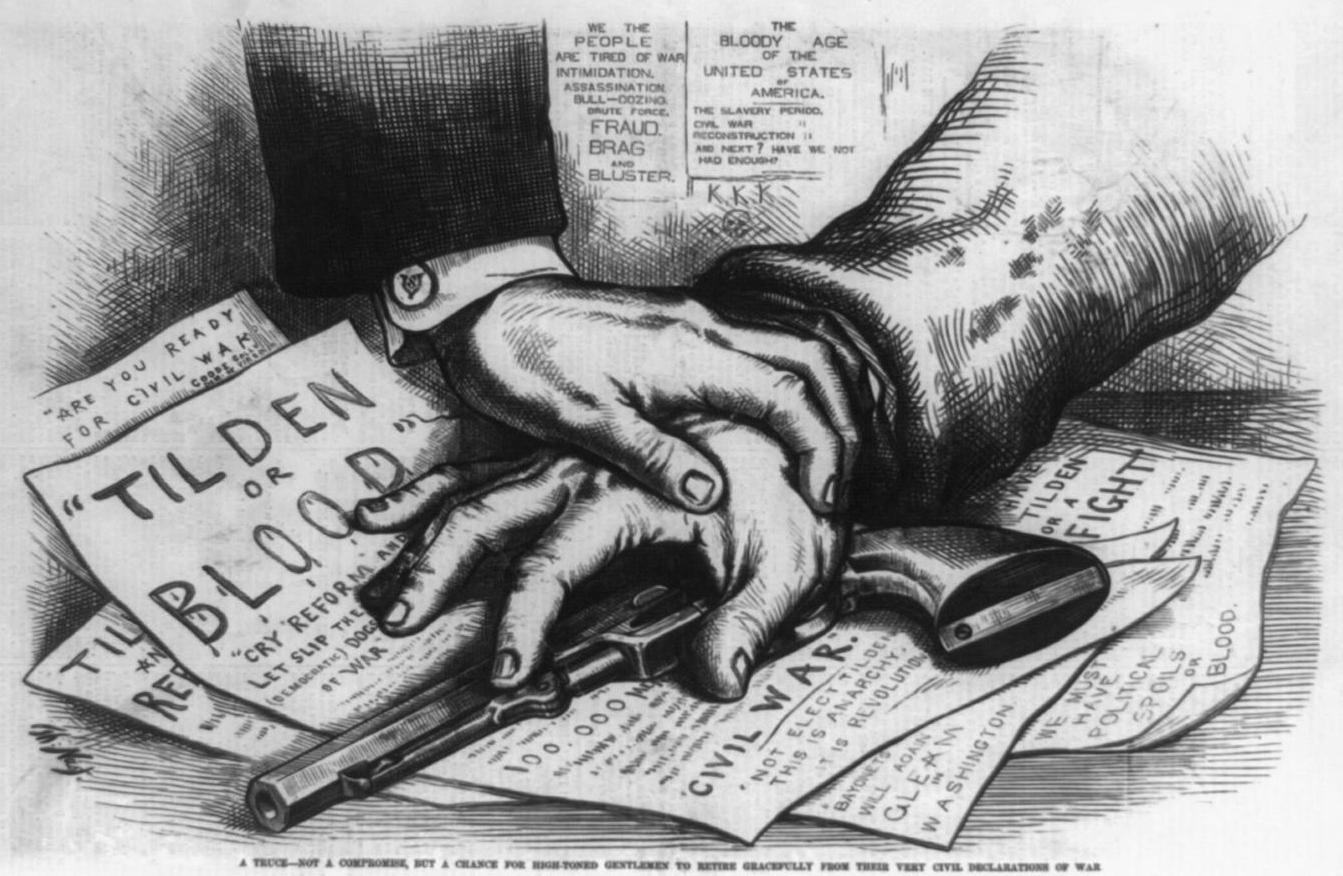 WE THE
PEOPLE
ARE TIRED OF WAR
INTIMIDATION.
ASSASSINATION.
BULL-DOZING.
BRUTE FORCE.
FRAUD.
BRAG
AND
BLUSTER.
THE
BLOODY AGE
OF THE
UNITED STATES
OF
AMERICA.
THE SLAVERY PERIOD.
CIVIL WAR "
RECONSTRUCTION "
AND NEXT? HAVE WE NOT
HAD ENOUGH?
K K K
"ARE YOU READY
FOR CIVIL WAR"
"TILDEN
OR
BLOOD"
"CRY "REFORM" AND
LET SLIP THE
(DEMOCRATIC) DOGS
OF WAR
TIL
REF
100,000
"CIVIL WAR".
"NOT ELECT TILDE
THIS IS ANARCHY.
IT IS REVOLUTION
HAVE
TILDEN
OR A
FIGHT"
"BAYONETS
WILL AGAIN
GLEAM
IN
WASHINGTON.
WE MUST
HAVE
POLITICAL
SPOILS
OR
BLOOD.
A TRUCE—NOT A COMPROMISE, BUT A CHANCE FOR HIGH-TONED GENTLEMEN TO RETIRE GRACEFULLY FROM THEIR VERY CIVIL DECLARATIONS OF WAR